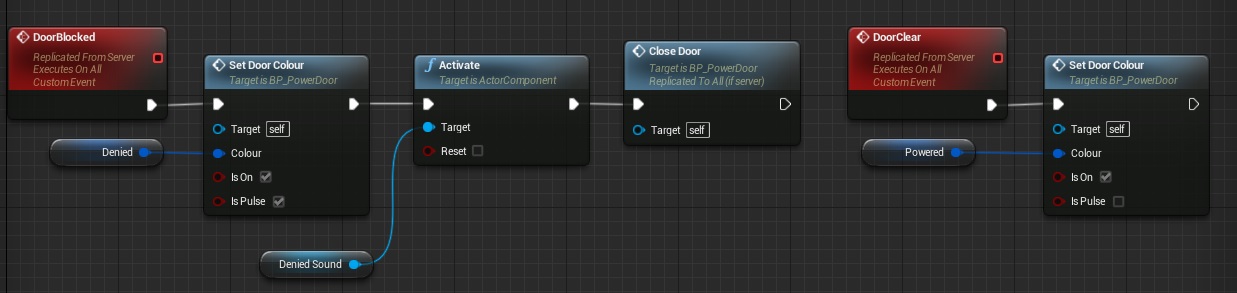 DoorBlocked
Replicated From Server
Executes On All
Custom Event
Set Door Colour
Target is BP_PowerDoor
Target self
Denied
Colour
Is On
Is Pulse
f Activate
Target is ActorComponent
Target
Reset
Denied Sound
Close Door
Target is BP_PowerDoor
Replicated To All (if server)
Target self
DoorClear
Replicated From Server
Executes On All
Custom Event
Set Door Colour
Target is BP_PowerDoor
Target self
Powered
Colour
Is On
Is Pulse